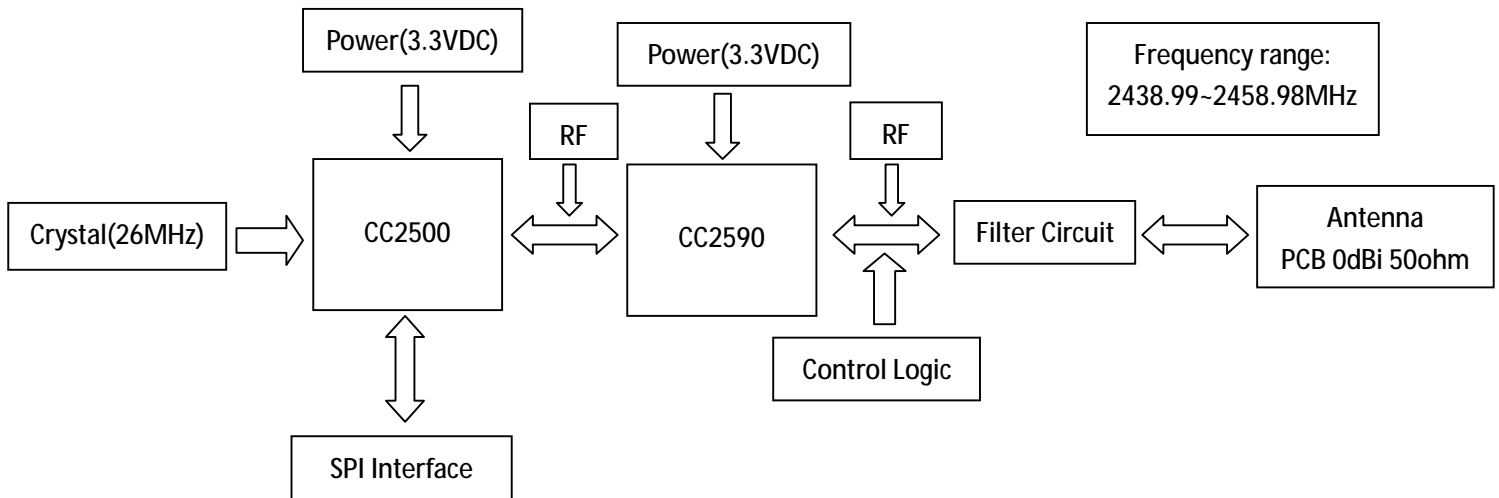 Power(3.3VDC)
Power(3.3VDC)
Frequency range:
2438.99~2458.98MHz
RF
RF
Crystal(26MHz)
CC2500
CC2590
Filter Circuit
Antenna
PCB 0dBi 50ohm
Control Logic
SPI Interface